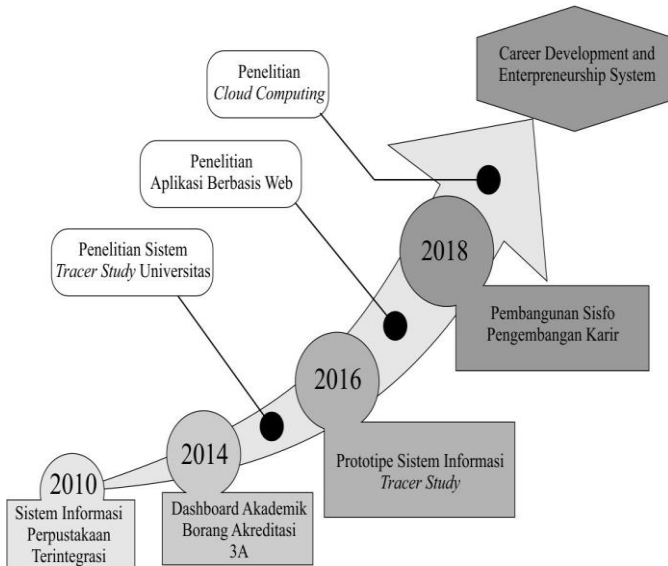 Career Development and
Enterpreneurship System
Penelitian
Cloud Computing
Penelitian
Aplikasi Berbasis Web
Penelitian Sistem
Tracer Study Universitas
2018
Pembangunan Sisfo
Pengembangan Karir
2016
Prototipe Sistem Informasi
Tracer Study
2014
Dashboard Akademik
Borang Akreditasi
3A
2010
Sistem Informasi
Perpustakaan
Terintegrasi